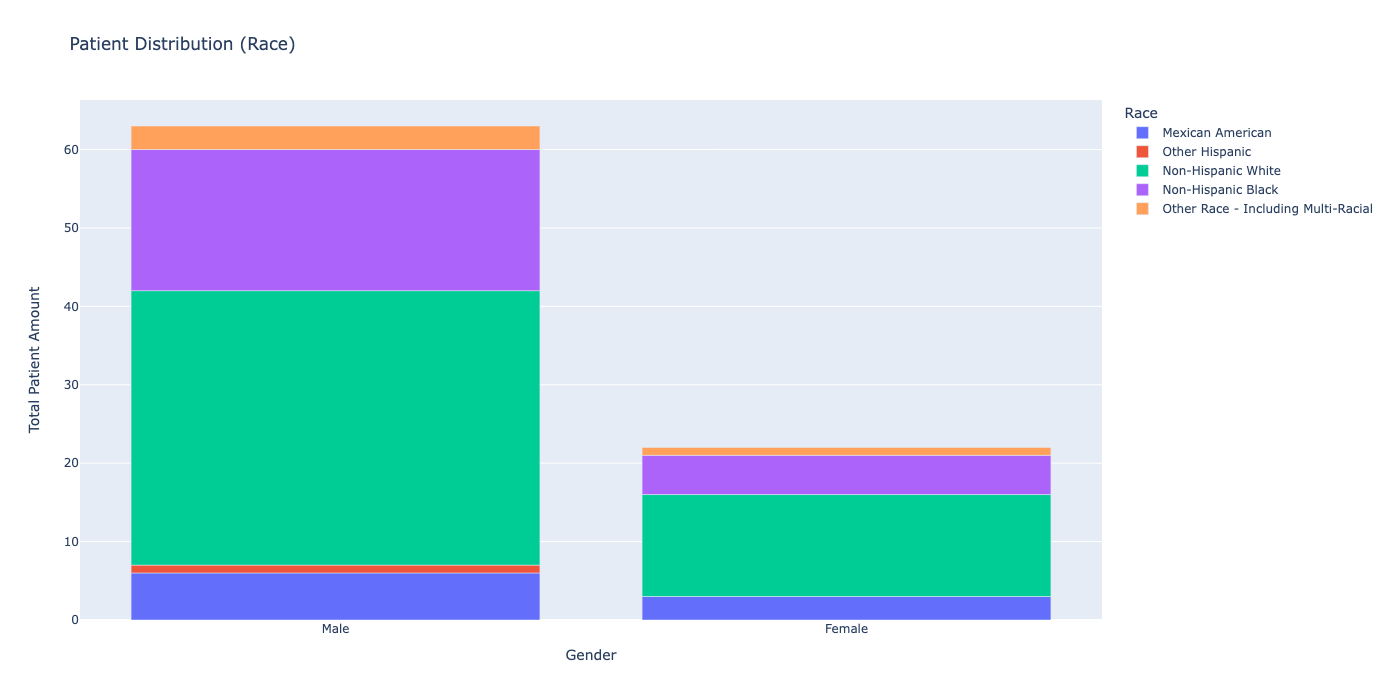 Patient Distribution (Race)
Race
Mexican American
Other Hispanic
Non-Hispanic White
Non-Hispanic Black
Other Race - Including Multi-Racial
Total Patient Amount
60
50
40
30
20
10
0
Male
Female
Gender